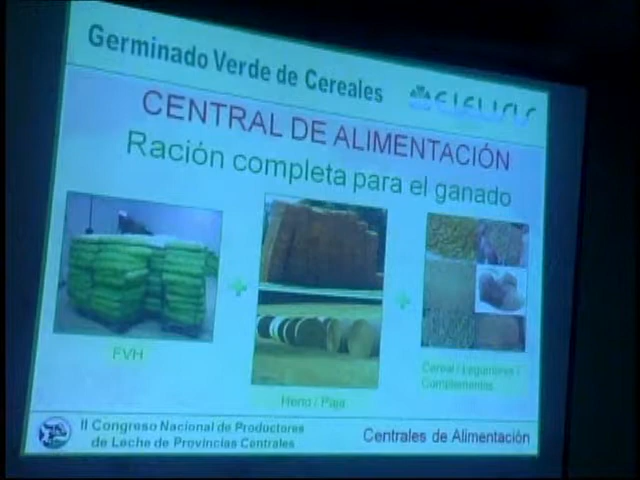 Germinado Verde de Cereales
CENTRAL DE ALIMENTACIÓN
Ración completa para el ganado
+
+
FVH
Heno / Paja
Cereal / Legumbres /
Complementos
II Congreso Nacional de Productores
de Leche de Provincias Centrales
Centrales de Alimentación